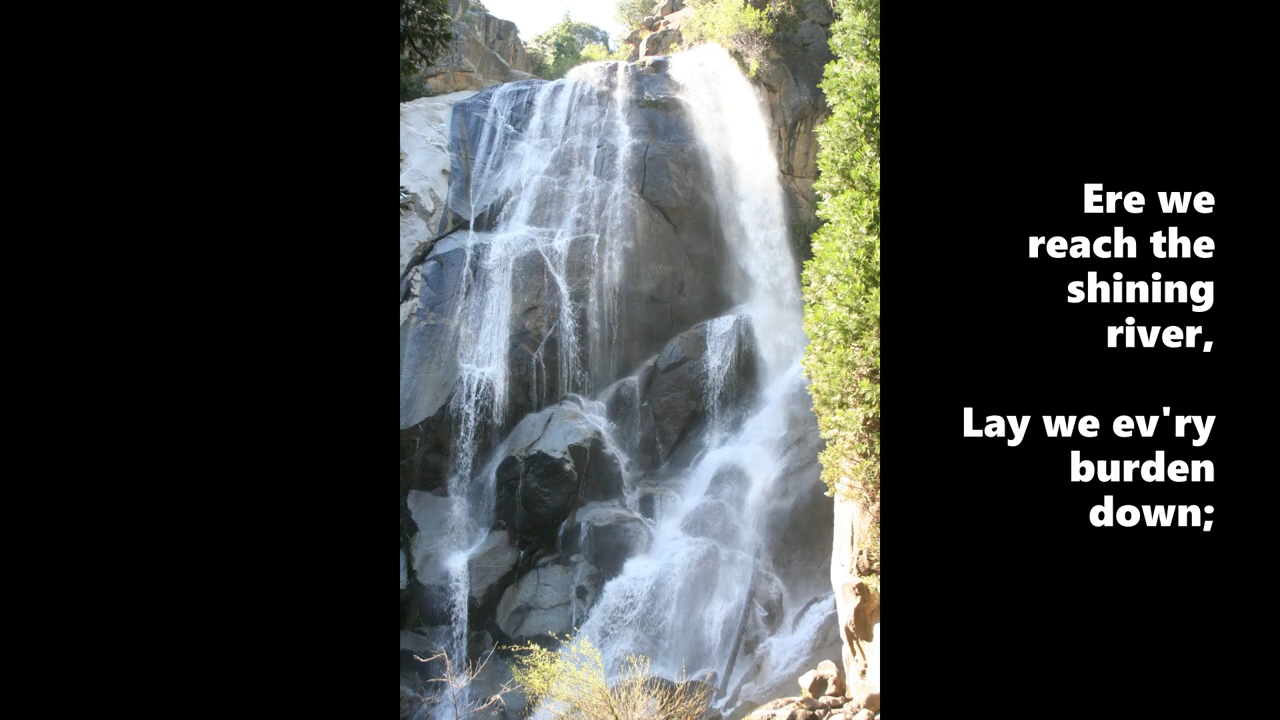 Ere we
reach the
shining
river,
Lay we ev'ry
burden
down;